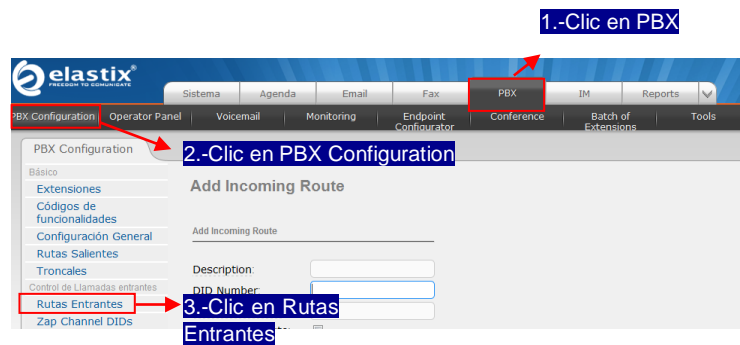 1.-Clic en PBX
elastix®
FREEDOM TO COMMUNICATE
Sistema Agenda Email Fax PBX IM Reports
PBX Configuration Operator Panel Voicemail Monitoring Endpoint Configurator Conference Batch of Extensions Tools
PBX Configuration
2.-Clic en PBX Configuration
Básico
Extensiones
Add Incoming Route
Códigos de
funcionalidades
Configuración General
Add Incoming Route
Rutas Salientes
Troncales
Description:
Control de Llamadas entrantes
DID Number:
Rutas Entrantes
3.-Clic en Rutas
Entrantes
Zap Channel DIDs